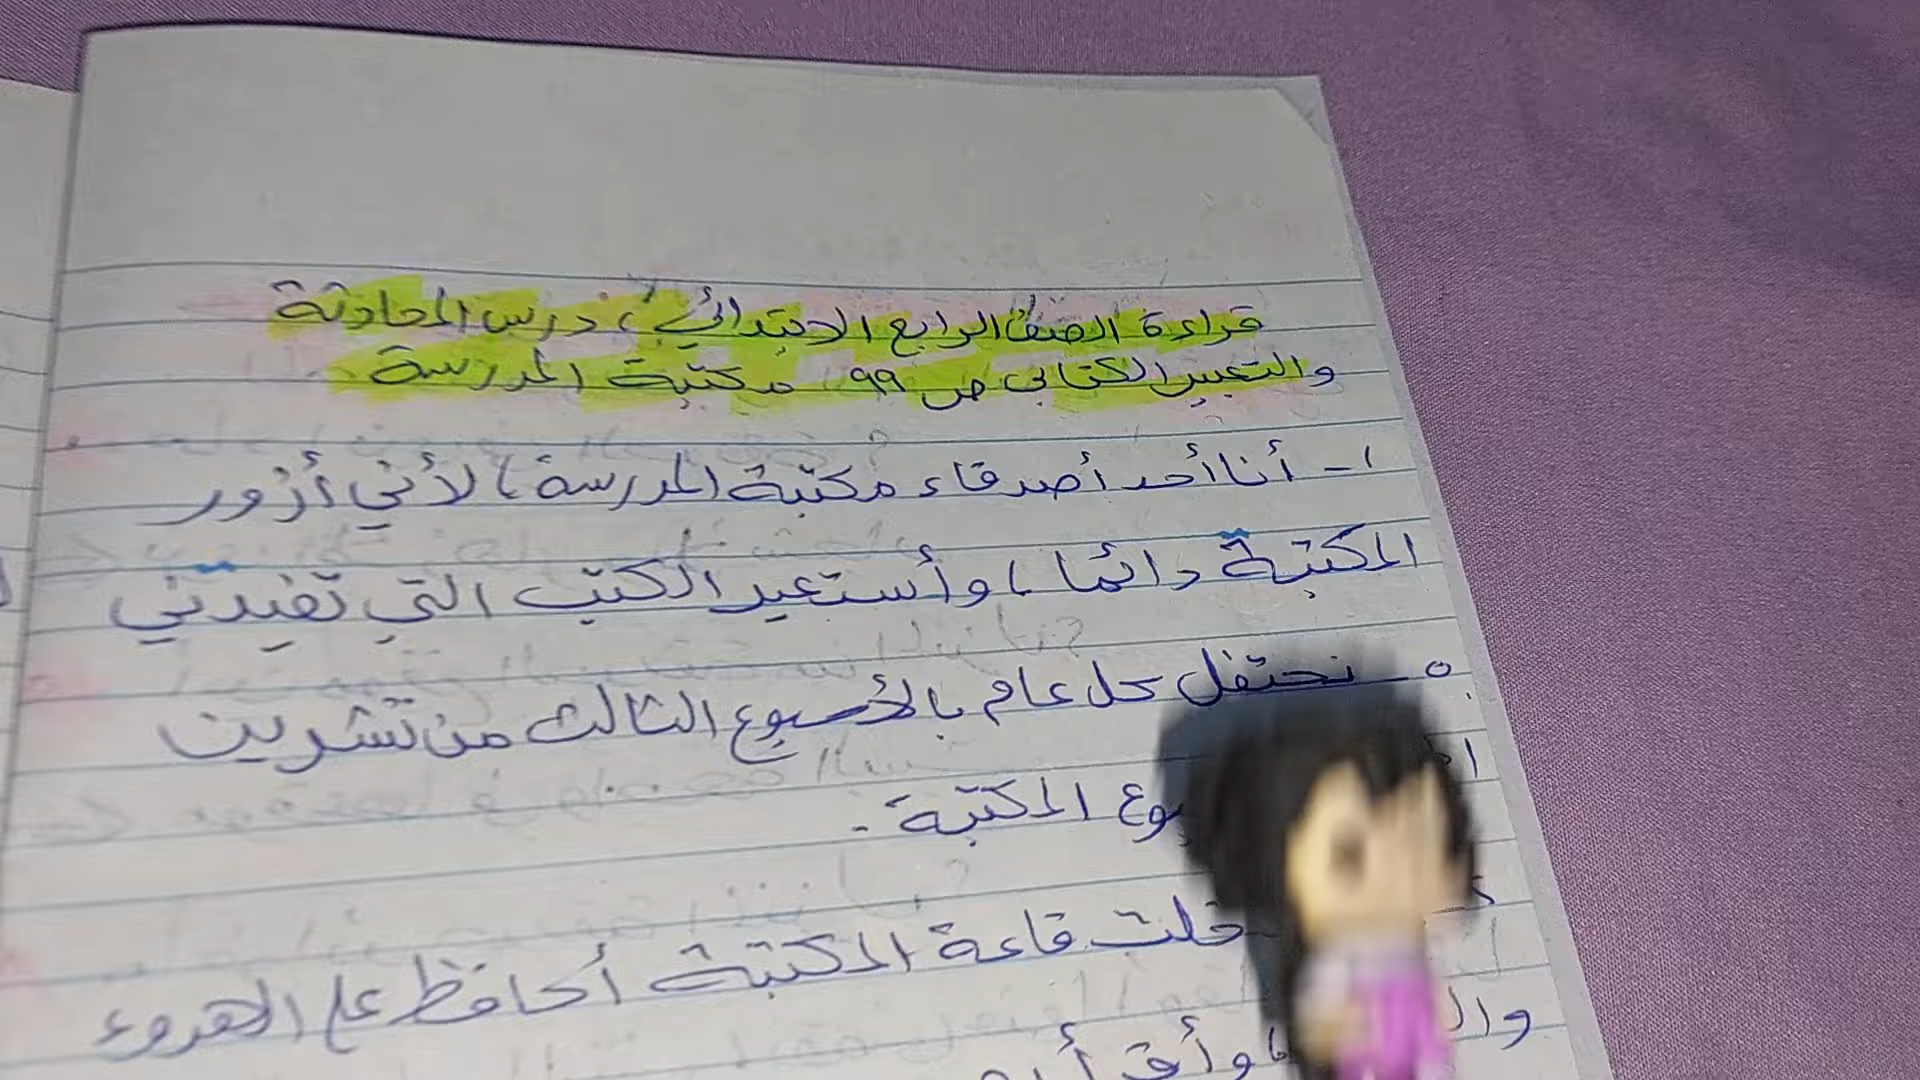 قراءة الصف الرابع الابتدائي، درس المحادثة
والتعبير الكتابي ص ٩٩ مكتبة المدرسة
١- أنا أحد أصدقاء مكتبة المدرسة، لأني أزور
المكتبة دائما، وأستعير الكتب التي تفيدني
٥- نحتفل كل عام بالأسبوع الثالث من تشرين
المكتبة.
قاعة المكتبة أحافظ على الهدوء